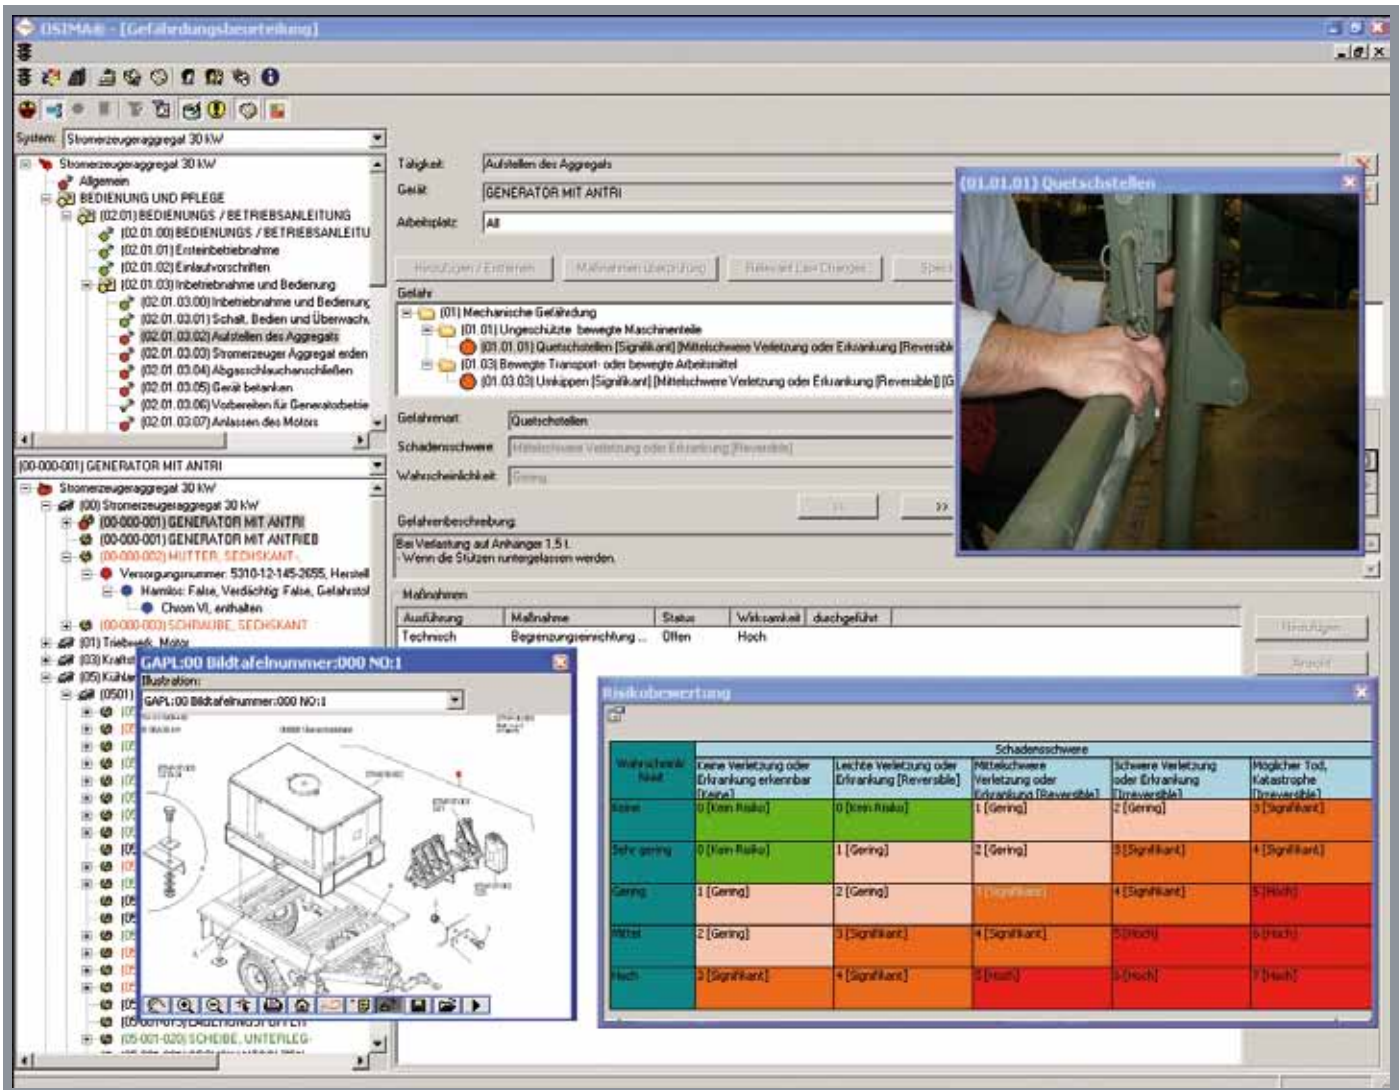 OSIMA® - [Gefährdungsbeurteilung]
System: Stromerzeugeraggregat 30 kW
Stromerzeugeraggregat 30 kW
Allgemein
BEDIENUNG UND PFLEGE
(02.01) BEDIENUNGS / BETRIEBSANLEITUNG
(02.01.00) BEDIENUNGS / BETRIEBSANLEITU
(02.01.01) Ersteinbetriebnahme
(02.01.02) Einlaufvorschriften
(02.01.03) Inbetriebnahme und Bedienung
(02.01.03.00) Inbetriebnahme und Bedienung
(02.01.03.01) Schalt, Bedien und Überwachu
(02.01.03.02) Aufstellen des Aggregats
(02.01.03.03) Stromerzeuger Aggregat erden
(02.01.03.04) Abgasschlauchanschließen
(02.01.03.05) Gerät betanken
(02.01.03.06) Vorbereiten für Generatorbetrie
(02.01.03.07) Anlassen des Motors
(00-000-001) GENERATOR MIT ANTRI
Stromerzeugeraggregat 30 kW
(00) Stromerzeugeraggregat 30 kW
(00-000-001) GENERATOR MIT ANTRI
(00-000-001) GENERATOR MIT ANTRIEB
(00-000-002) MUTTER, SECHSKANT-,
Versorgungsnummer: 5310-12-145-2655, Herstell
Harmlos: False, Verdächtig: False, Gefahrstof
Chrom VI, enthalten
(00-000-003) SCHRAUBE, SECHSKANT
(01) Triebwerk, Motor
(03) Kraftst
(05) Kühlan
(0501)
(05-001-020) SCHEIBE, UNTERLEG-
Tätigkeit: Aufstellen des Aggregats
Gerät: GENERATOR MIT ANTRI
Arbeitsplatz: All
Hinzufügen / Entfernen Maßnahmen überprüfung Relevant Law Changes
Gefahr
(01) Mechanische Gefährdung
(01.01) Ungeschützte bewegte Maschinenteile
(01.01.01) Quetschstellen [Signifikant] [Mittelschwere Verletzung oder Erkrankung [Reversible
(01.03) Bewegte Transport- oder bewegte Arbeitsmittel
(01.03.03) Umkippen [Signifikant] [Mittelschwere Verletzung oder Erkrankung [Reversible]] [G
Gefahrenart: Quetschstellen
Schadensschwere: Mittelschwere Verletzung oder Erkrankung [Reversible]
Wahrscheinlichkeit: Gering
>>
Gefahrenbeschreibung:
Bei Verlastung auf Anhänger 1,5 t.
- Wenn die Stützen runtergelassen werden.
Maßnahmen
Ausführung Maßnahme Status Wirksamkeit durchgeführt
Technisch Begrenzungseinrichtung ... Offen Hoch
Hinzufügen
Ansicht
(01.01.01) Quetschstellen
GAPL:00 Bildtafelnummer:000 NO:1
Illustration:
GAPL:00 Bildtafelnummer:000 NO:1
Risikobewertung
Schadensschwere
Wahrscheinlichkeit
Keine Verletzung oder Erkrankung erkennbar [Keine]
Leichte Verletzung oder Erkrankung [Reversible]
Mittelschwere Verletzung oder Erkrankung [Reversible]
Schwere Verletzung oder Erkrankung [Irreversible]
Möglicher Tod, Katastrophe [Irreversible]
Keine 0 [Kein Risiko] 0 [Kein Risiko] 1 [Gering] 2 [Gering] 3 [Signifikant]
Sehr gering 0 [Kein Risiko] 1 [Gering] 2 [Gering] 3 [Signifikant] 4 [Signifikant]
Gering 1 [Gering] 2 [Gering] 3 [Signifikant] 4 [Signifikant] 5 [Hoch]
Mittel 2 [Gering] 3 [Signifikant] 4 [Signifikant] 5 [Hoch] 6 [Hoch]
Hoch 3 [Signifikant] 4 [Signifikant] 5 [Hoch] 6 [Hoch] 7 [Hoch]